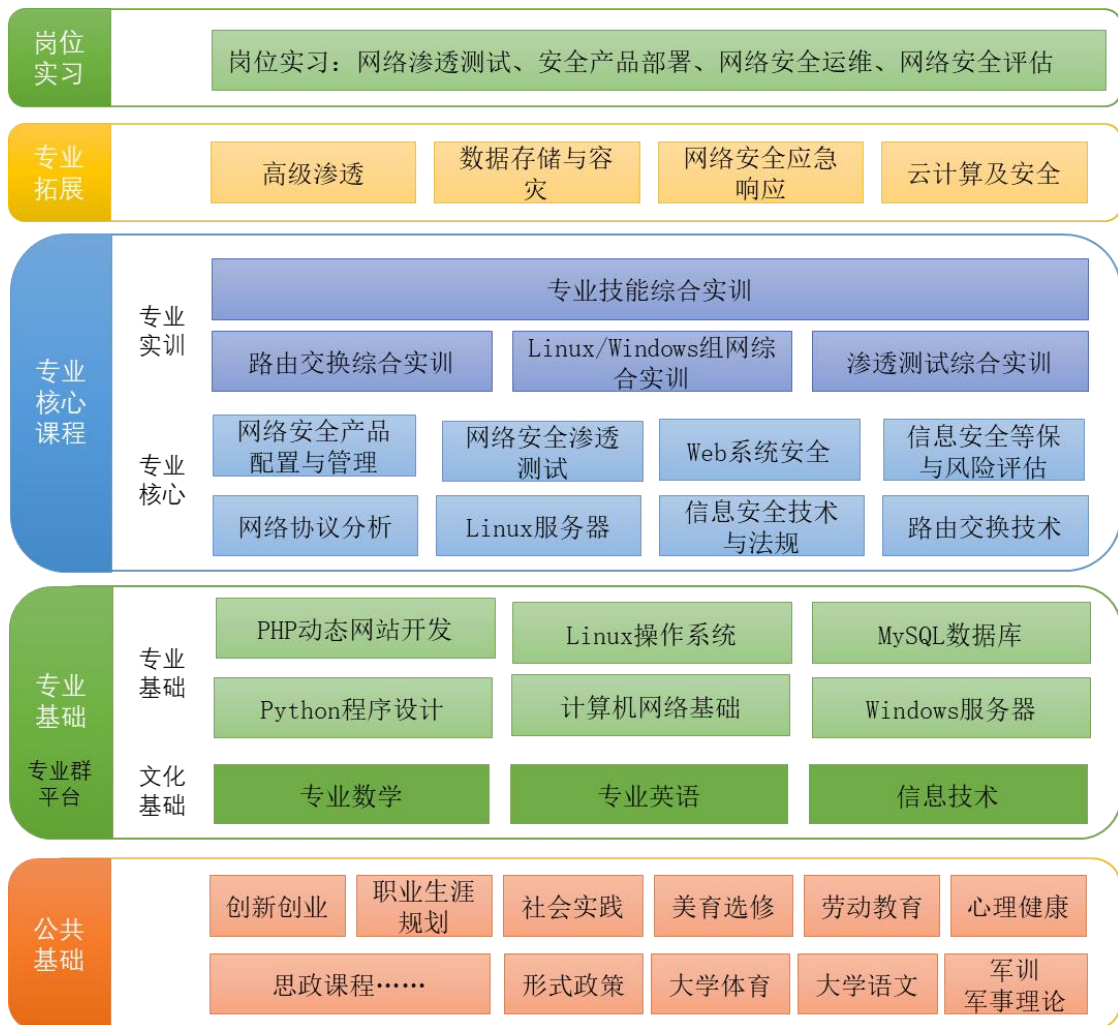 岗位
实习
岗位实习：网络渗透测试、安全产品部署、网络安全运维、网络安全评估
专业
拓展
高级渗透
数据存储与容
灾
网络安全应急
响应
云计算及安全
专业
核心
课程
专业
实训
专业技能综合实训
路由交换综合实训
Linux/Windows组网综
合实训
渗透测试综合实训
专业
核心
网络安全产品
配置与管理
网络安全渗透
测试
Web系统安全
信息安全等保
与风险评估
网络协议分析
Linux服务器
信息安全技术
与法规
路由交换技术
专业
基础
专业群
平台
专业
基础
PHP动态网站开发
Linux操作系统
MySQL数据库
Python程序设计
计算机网络基础
Windows服务器
文化
基础
专业数学
专业英语
信息技术
公共
基础
创新创业
职业生涯
规划
社会实践
美育选修
劳动教育
心理健康
思政课程……
形式政策
大学体育
大学语文
军训
军事理论